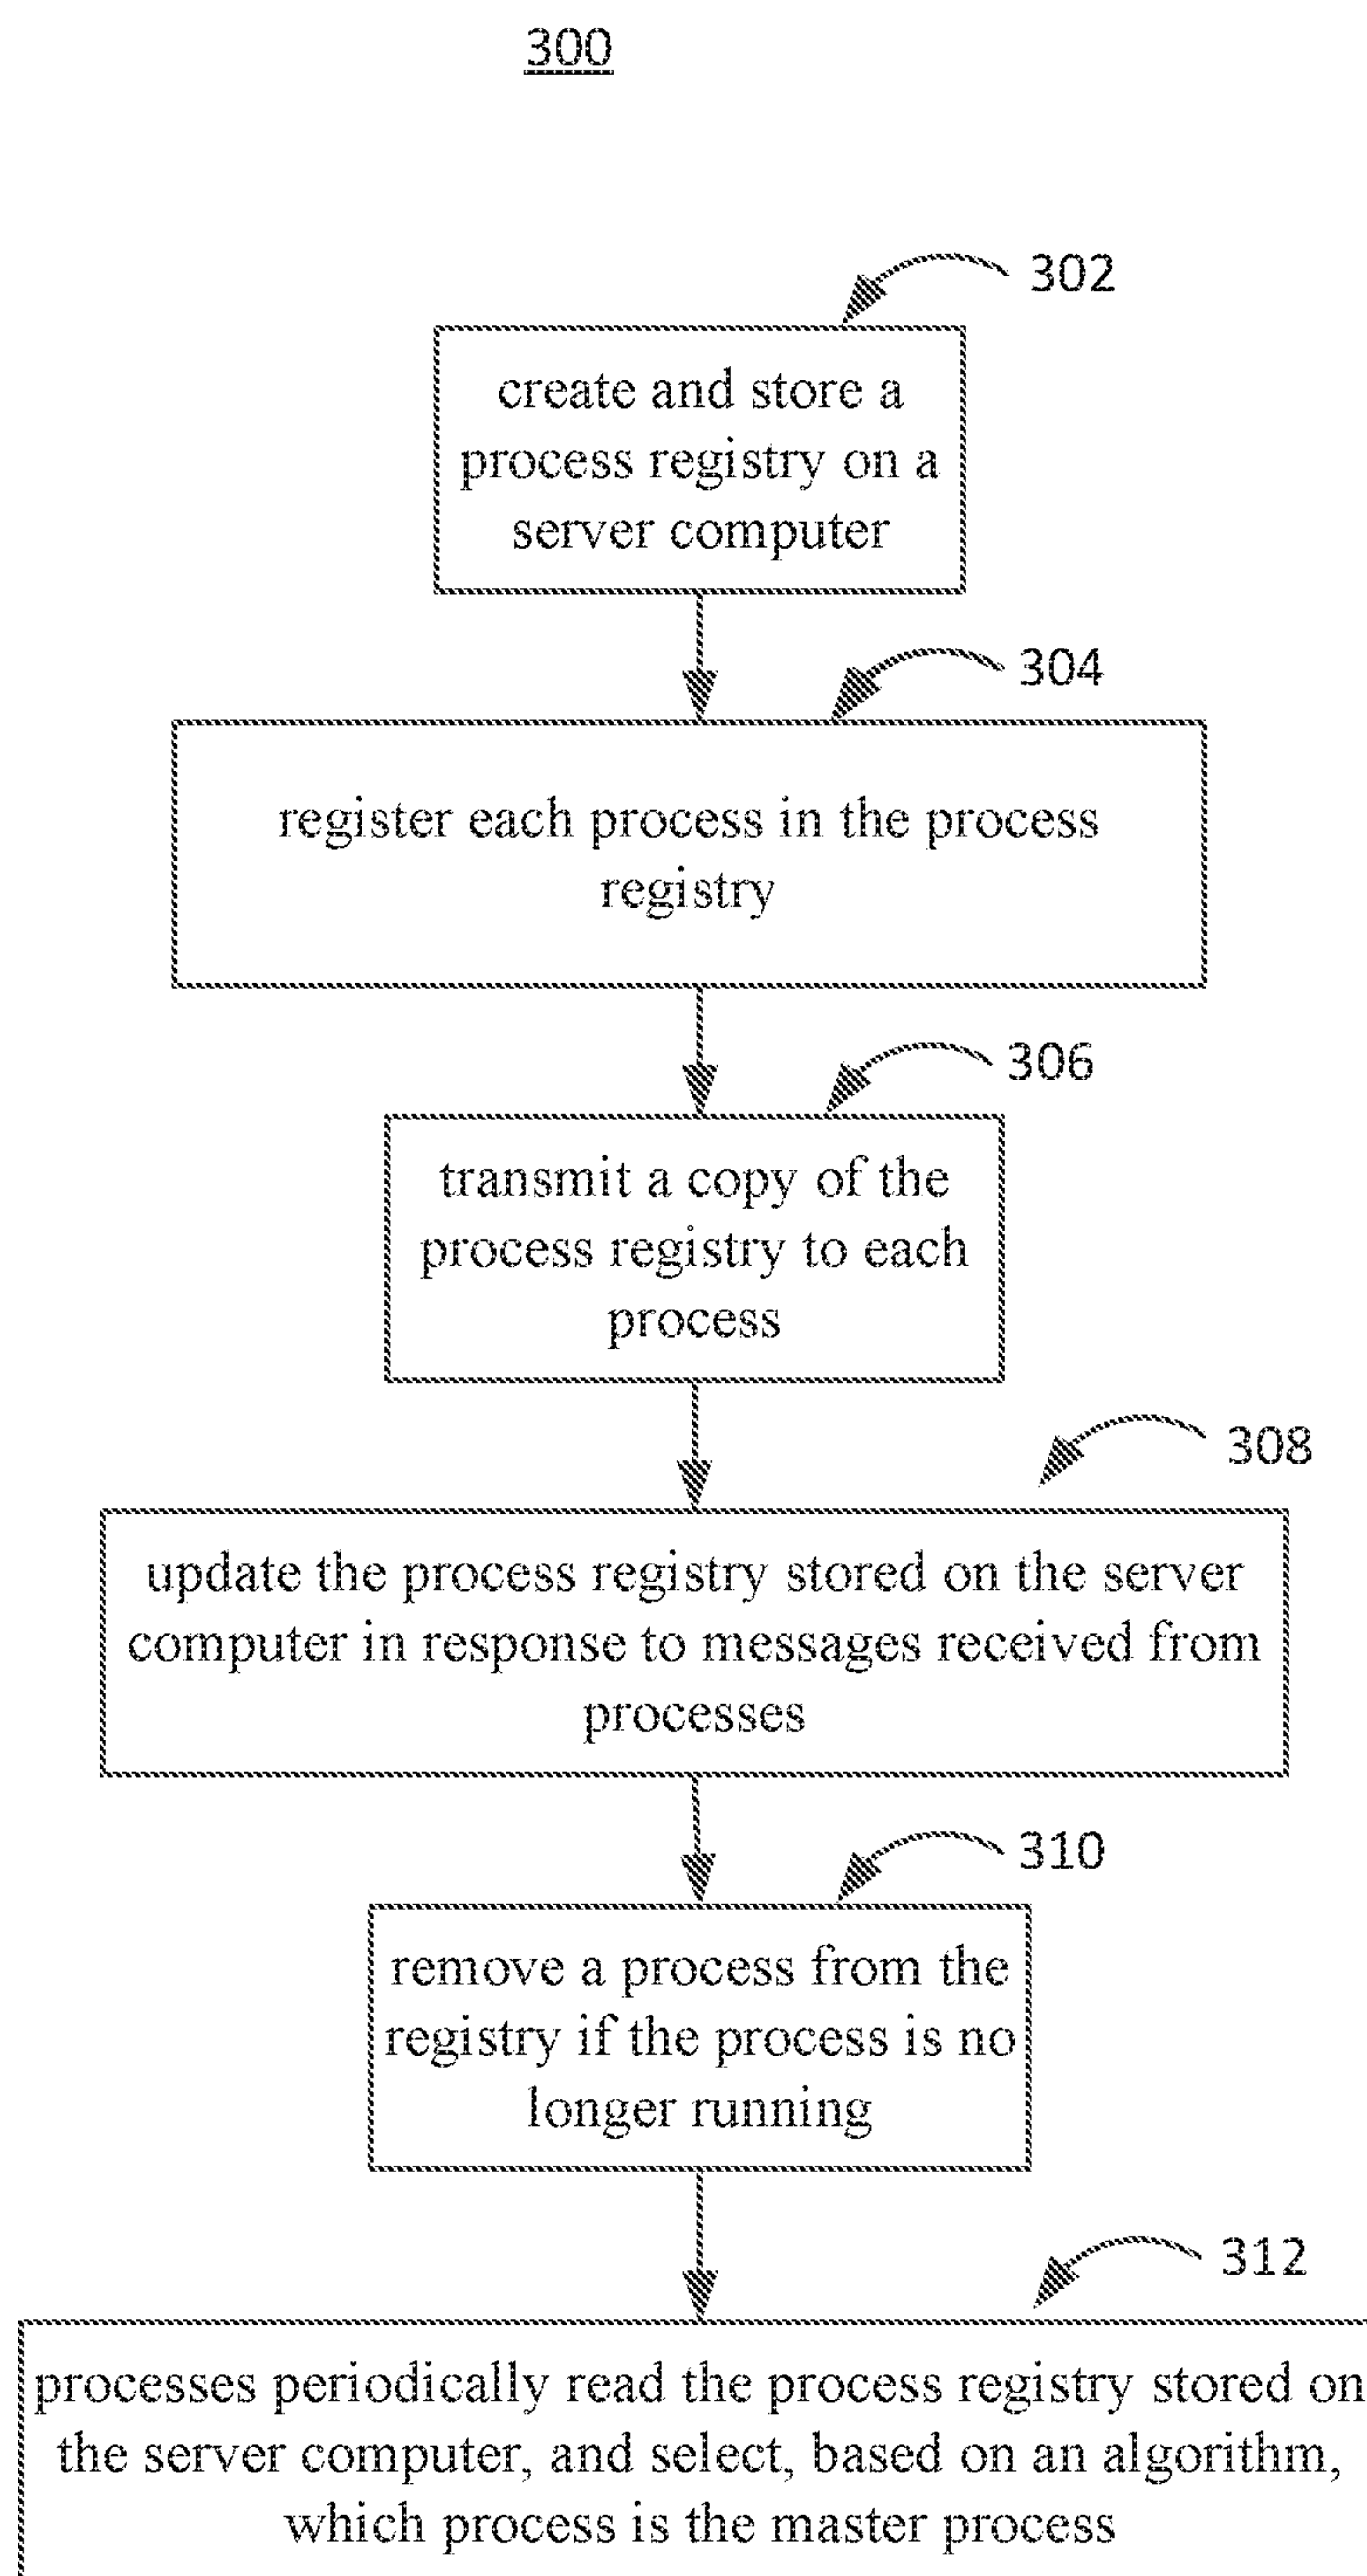 300
302
create and store a
process registry on a
server computer
304
register each process in the process
registry
306
transmit a copy of the
process registry to each
process
308
update the process registry stored on the server
computer in response to messages received from
processes
310
remove a process from the
registry if the process is no
longer running
312
processes periodically read the process registry stored on
the server computer, and select, based on an algorithm,
which process is the master process